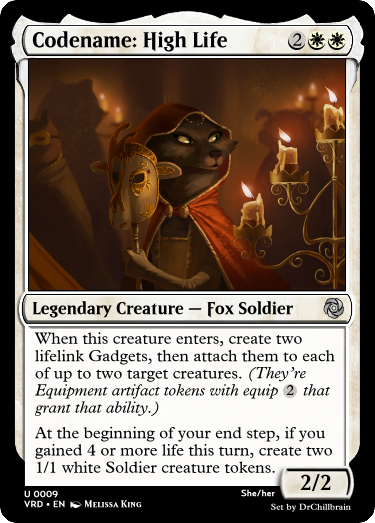 Codename: High Life 2
Legendary Creature — Fox Soldier
When this creature enters, create two
lifelink Gadgets, then attach them to each
of up to two target creatures. (They're
Equipment artifact tokens with equip 2 that
grant that ability.)
At the beginning of your end step, if you
gained 4 or more life this turn, create two
1/1 white Soldier creature tokens.
2/2
U 0009
She/her
VRD • EN Melissa King
Set by DrChillbrain